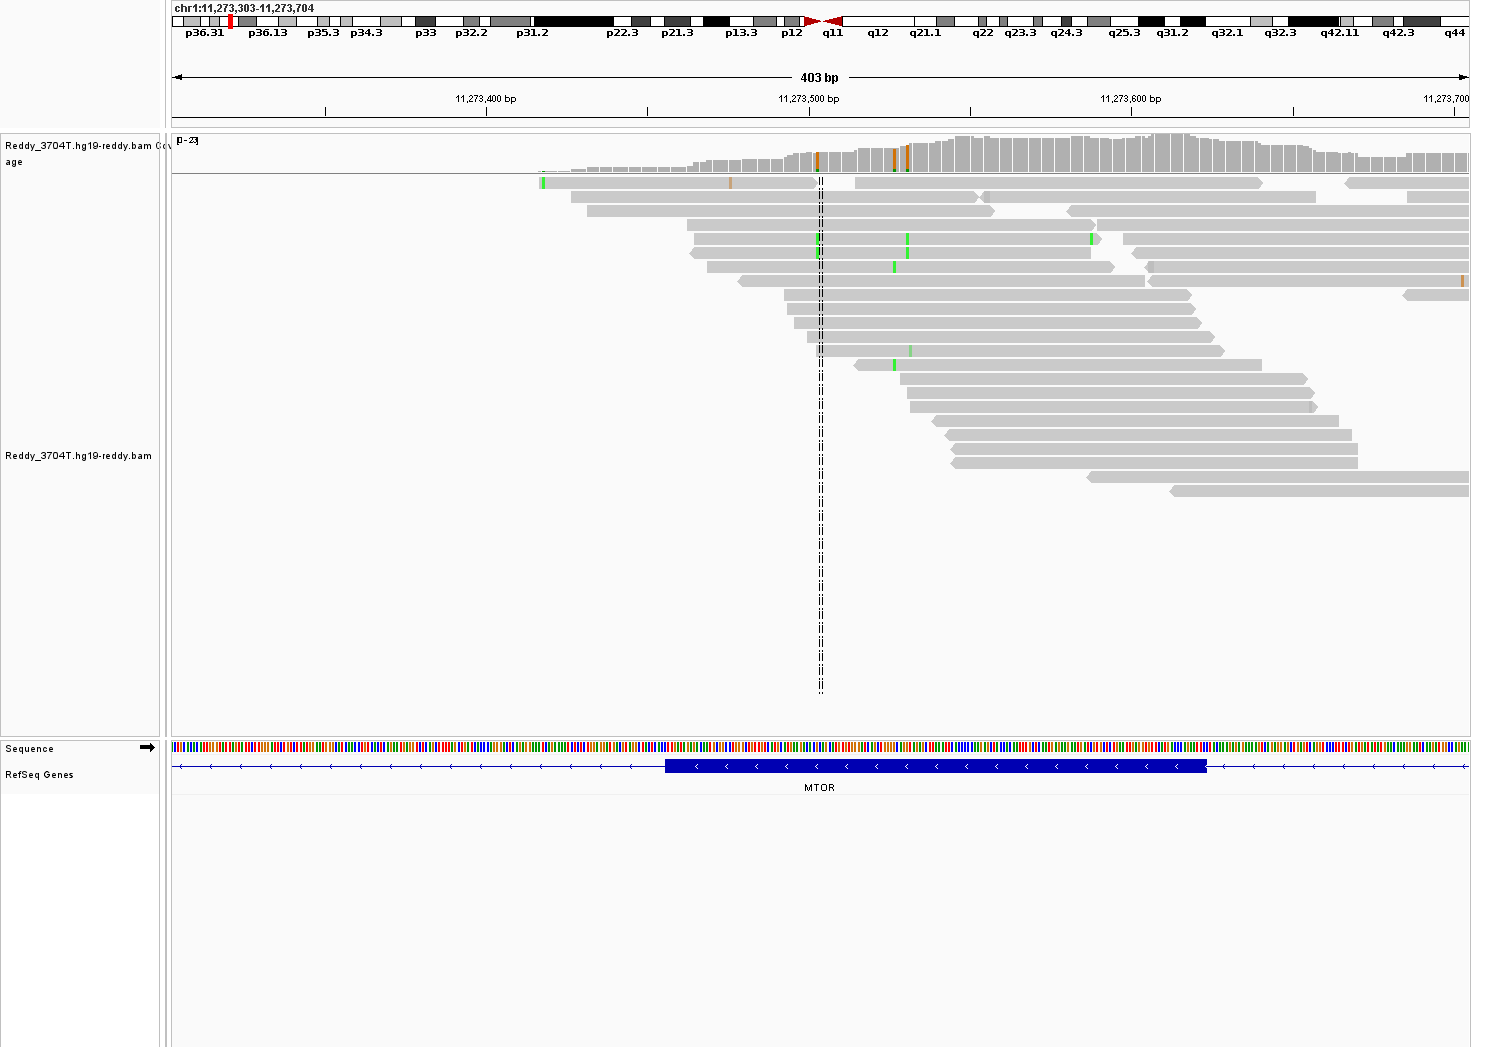 chr1:11,273,303-11,273,704
p36.31 p36.13 p35.3 p34.3 p33 p32.2 p31.2 p22.3 p21.3 p13.3 p12 q11 q12 q21.1 q22 q23.3 q24.3 q25.3 q31.2 q32.1 q32.3 q42.11 q42.3 q44
403 bp
11,273,400 bp 11,273,500 bp 11,273,600 bp 11,273,700
Reddy_3704T.hg19-reddy.bam Cov
age
[0 - 23]
Reddy_3704T.hg19-reddy.bam
Sequence
RefSeq Genes
MTOR